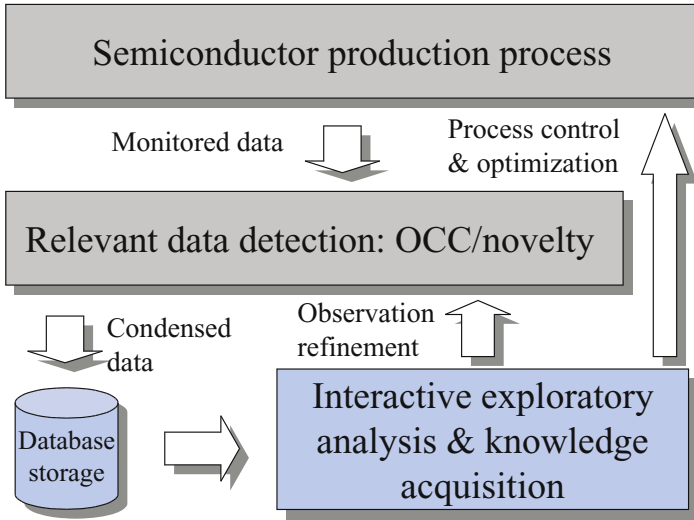 Semiconductor production process
Monitored data
Process control
& optimization
Relevant data detection: OCC/novelty
Condensed
data
Observation
refinement
Database
storage
Interactive exploratory
analysis & knowledge
acquisition